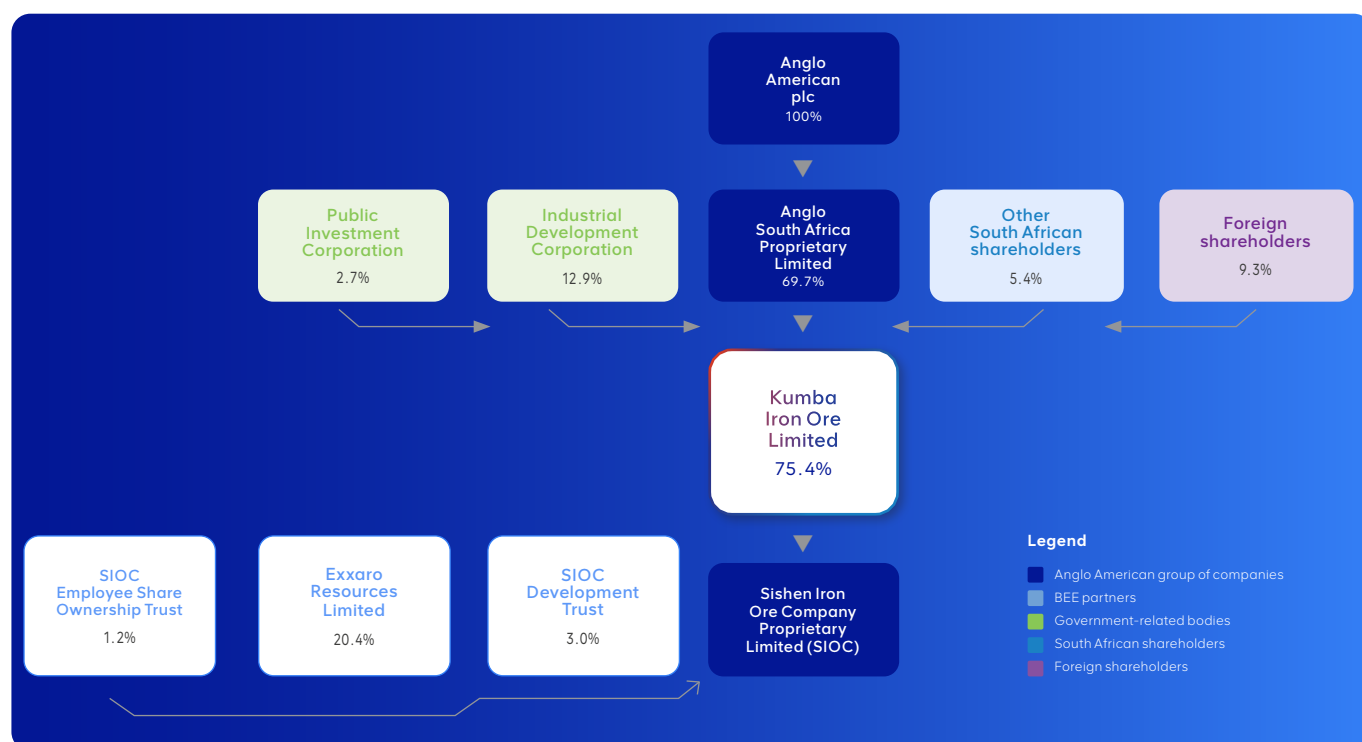 Anglo
American
plc
100%
Public
Investment
Corporation
2.7%
Industrial
Development
Corporation
12.9%
Anglo
South Africa
Proprietary
Limited
69.7%
Other
South African
shareholders
5.4%
Foreign
shareholders
9.3%
Kumba
Iron Ore
Limited
75.4%
SIOC
Employee Share
Ownership Trust
1.2%
Exxaro
Resources
Limited
20.4%
SIOC
Development
Trust
3.0%
Sishen Iron
Ore Company
Proprietary
Limited (SIOC)
Legend
Anglo American group of companies
BEE partners
Government-related bodies
South African shareholders
Foreign shareholders